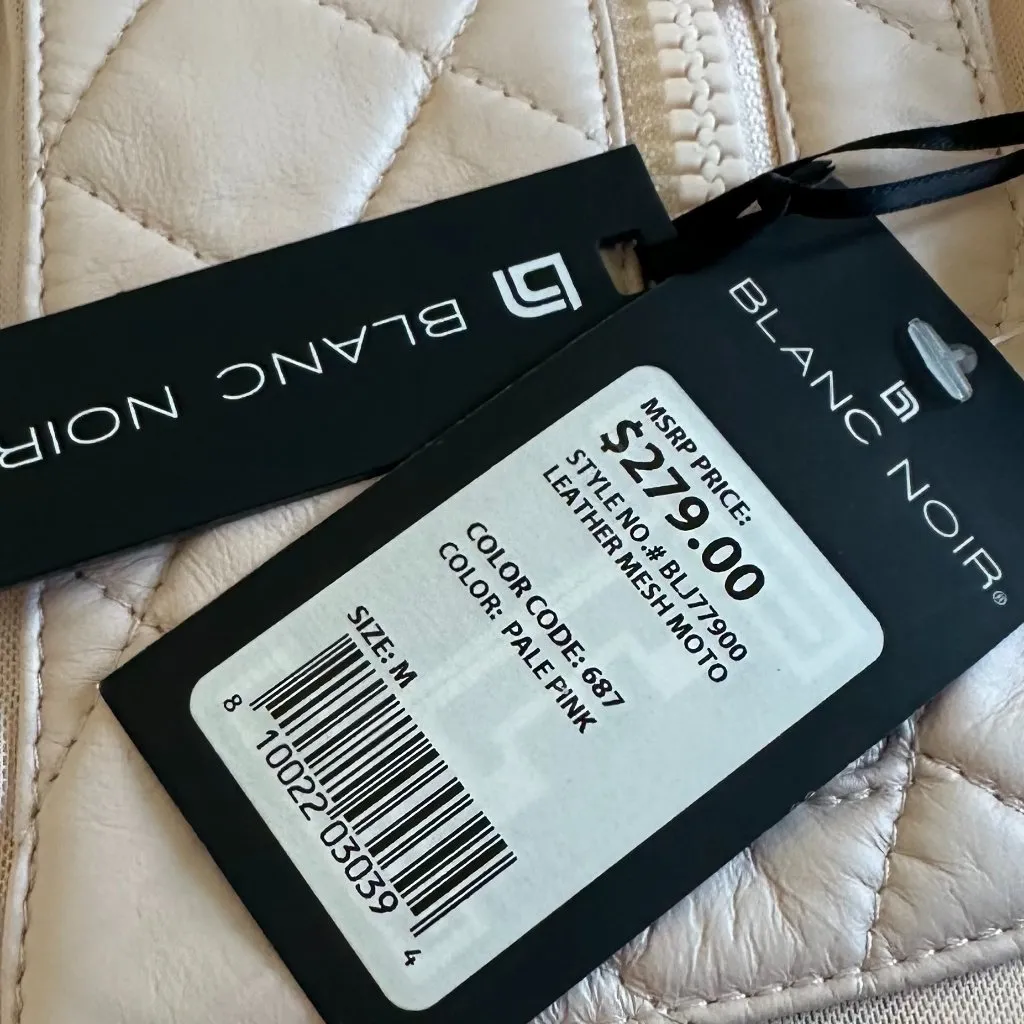 BLANC NOIR
BLANC NOIR®
MSRP PRICE:
$279.00
STYLE NO.# BLJ77900
LEATHER MESH MOTO
COLOR CODE: 687
COLOR: PALE PINK
SIZE: M
8 10022 03039 4